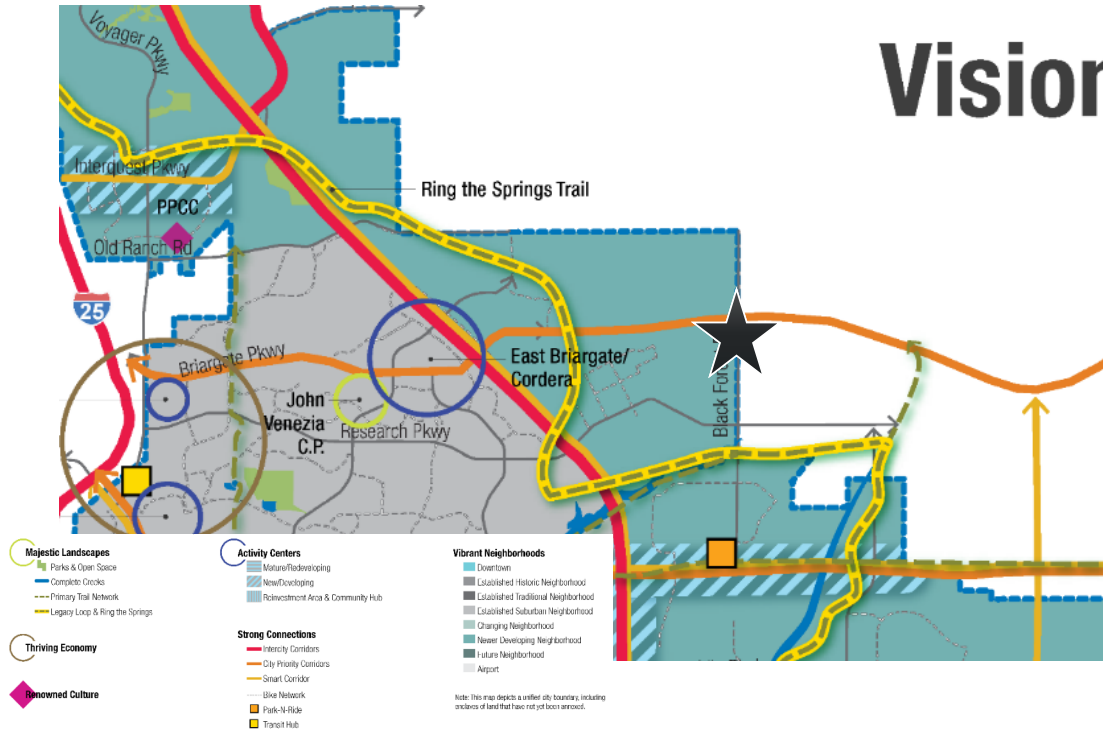 Voyager Pkwy
Vision
Interquest Pkwy
Ring the Springs Trail
PPCC
Old Ranch Rd
25
Briargate Pkwy
East Briargate/
Cordera
John
Venezia
C.P.
Research Pkwy
Black Fore
Majestic Landscapes
Parks & Open Space
Complete Creeks
Primary Trail Network
Legacy Loop & Ring the Springs
Thriving Economy
Renowned Culture
Activity Centers
Mature/Redeveloping
New/Developing
Reinvestment Area & Community Hub
Strong Connections
Intercity Corridors
City Priority Corridors
Smart Corridor
Bike Network
Park-N-Ride
Transit Hub
Vibrant Neighborhoods
Downtown
Established Historic Neighborhood
Established Traditional Neighborhood
Established Suburban Neighborhood
Changing Neighborhood
Newer Developing Neighborhood
Future Neighborhood
Airport
Note: This map depicts a unified city boundary, including
enclaves of land that have not yet been annexed.